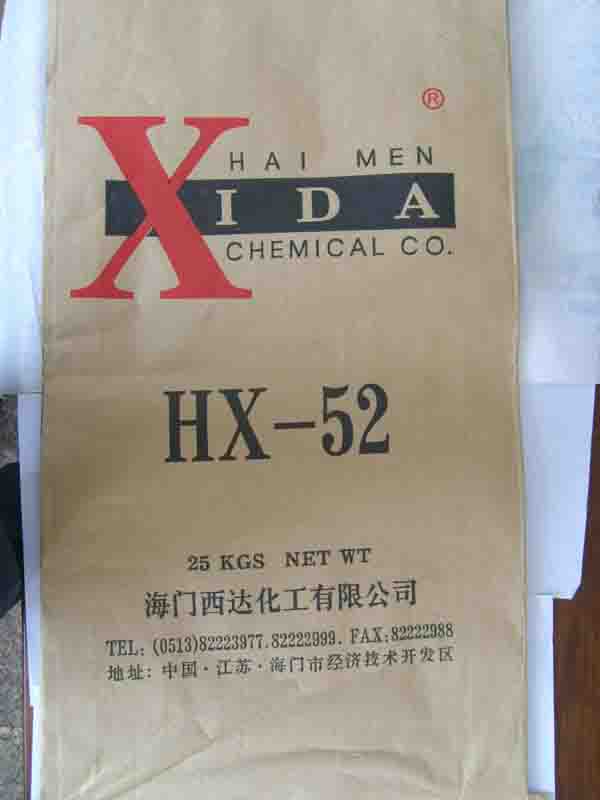 ®
HAI MEN
XIDA
CHEMICAL CO.
HX-52
25 KGS NET WT
海门西达化工有限公司
TEL: (0513)82223977.82222999. FAX:82222988
地址: 中国·江苏·海门市经济技术开发区